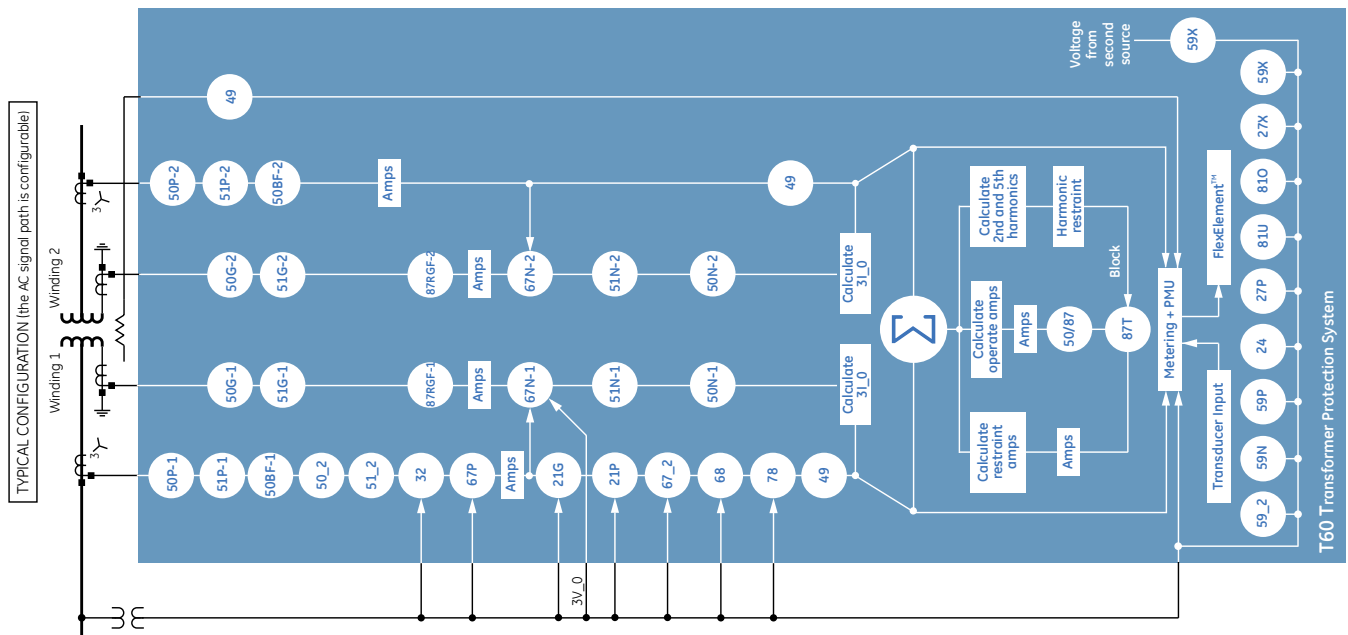 TYPICAL CONFIGURATION (the AC signal path is configurable)
Winding 1
Winding 2
3
3
50P-1
51P-1
50BF-1
50_2
51_2
32
67P
Amps
21G
21P
67_2
68
78
49
3V_0
50G-1
51G-1
87RGF-1
Amps
67N-1
51N-1
50N-1
Calculate
3I_0
50G-2
51G-2
87RGF-2
Amps
67N-2
51N-2
50N-2
Calculate
3I_0
50P-2
51P-2
50BF-2
Amps
49
49
Σ
Calculate
restraint
amps
Amps
Calculate
operate amps
Amps
50/87
87T
Calculate
2nd and 5th
harmonics
Harmonic
restraint
Block
Metering + PMU
Transducer Input
FlexElement™
Voltage
from
second
source
59X
59_2
59N
59P
24
27P
81U
81O
27X
59X
T60 Transformer Protection System